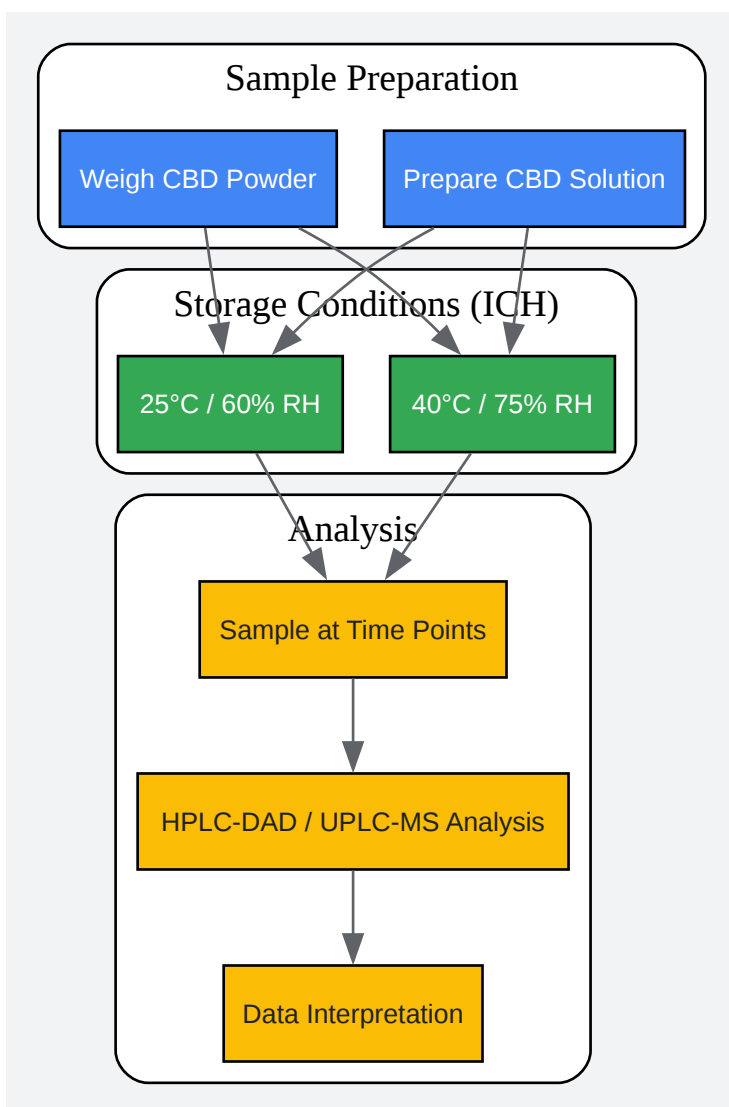 Sample Preparation
Weigh CBD Powder
Prepare CBD Solution
Storage Conditions (ICH)
25°C / 60% RH
40°C / 75% RH
Analysis
Sample at Time Points
HPLC-DAD / UPLC-MS Analysis
Data Interpretation